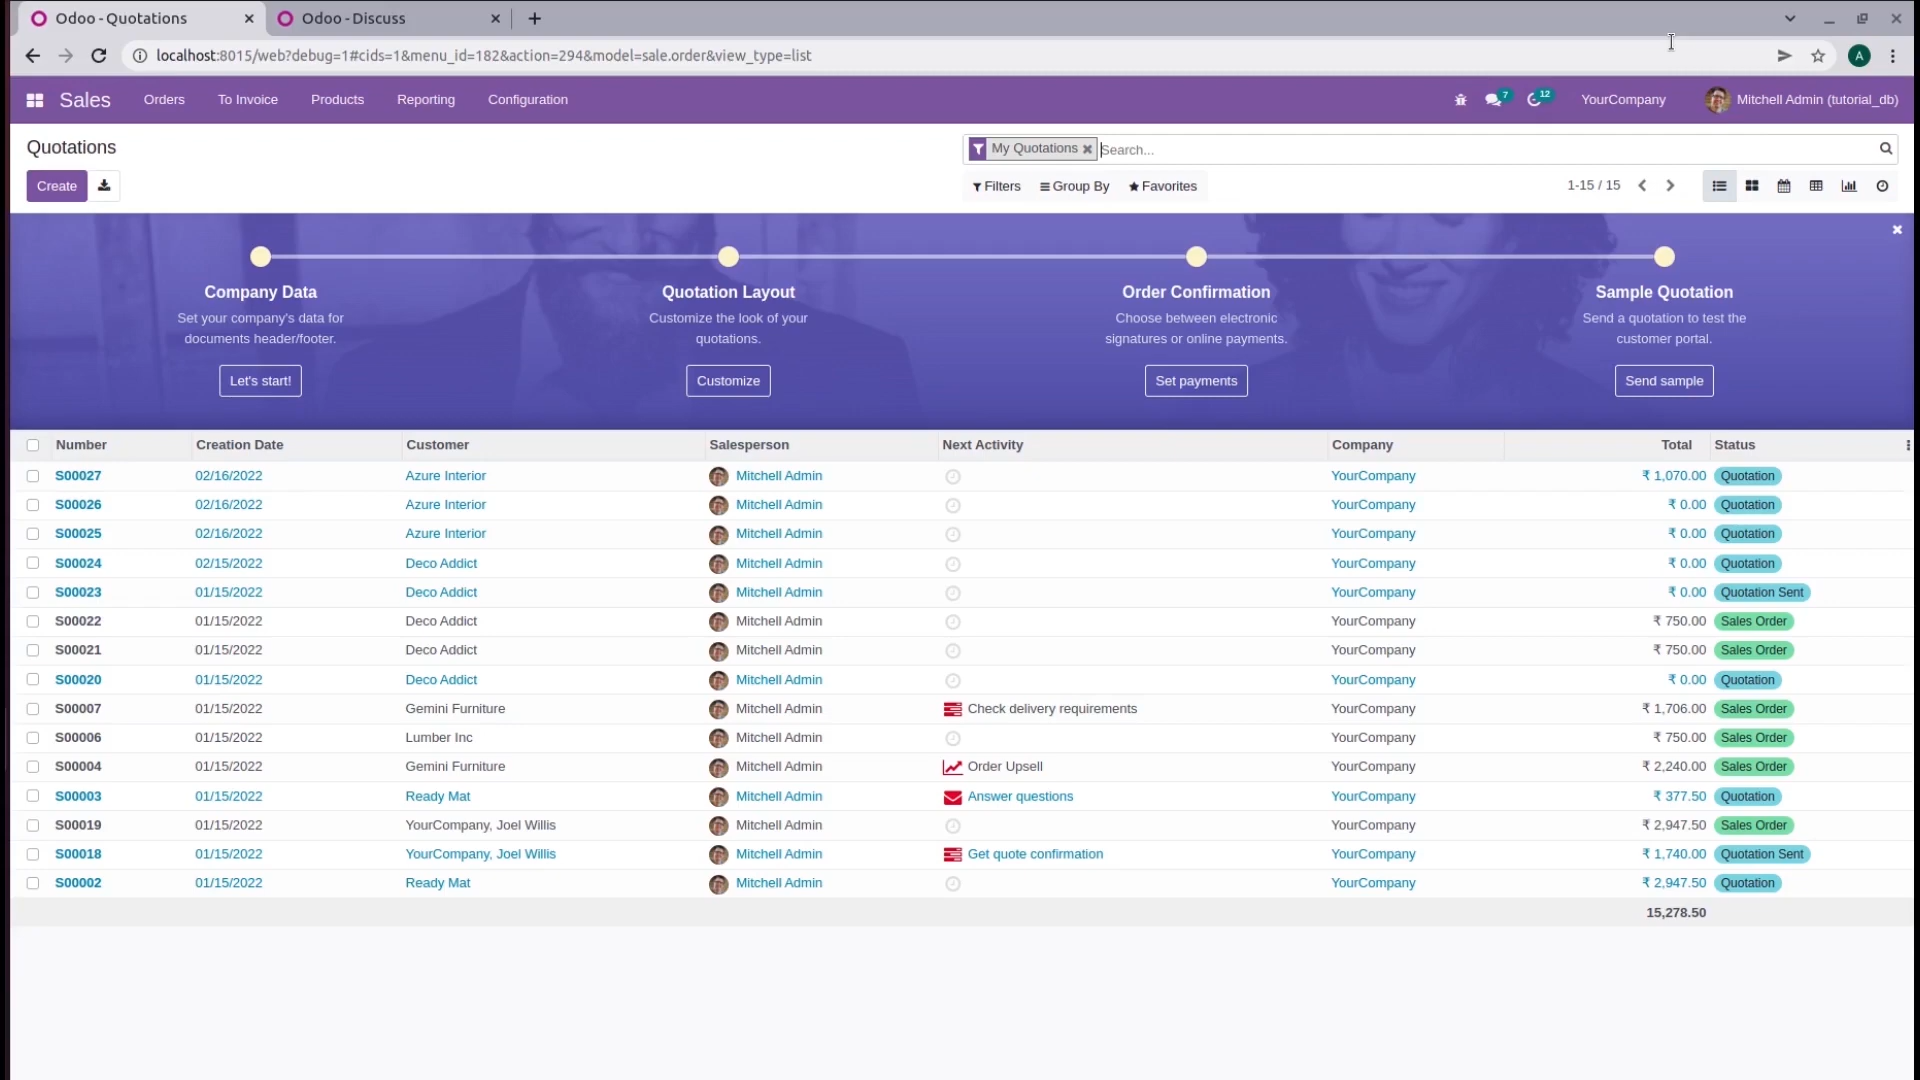 Odoo - Quotations
Odoo - Discuss
localhost:8015/web?debug=1#cids=1&menu_id=182&action=294&model=sale.order&view_type=list
A
Sales Orders To Invoice Products Reporting Configuration 7 12 YourCompany Mitchell Admin (tutorial_db)
Quotations
My Quotations Search...
Create
Filters Group By Favorites 1-15 / 15
Company Data
Set your company's data for
documents header/footer.
Let's start!
Quotation Layout
Customize the look of your
quotations.
Customize
Order Confirmation
Choose between electronic
signatures or online payments.
Set payments
Sample Quotation
Send a quotation to test the
customer portal.
Send sample
Number Creation Date Customer Salesperson Next Activity Company Total Status
S00027 02/16/2022 Azure Interior Mitchell Admin YourCompany ₹ 1,070.00 Quotation
S00026 02/16/2022 Azure Interior Mitchell Admin YourCompany ₹ 0.00 Quotation
S00025 02/16/2022 Azure Interior Mitchell Admin YourCompany ₹ 0.00 Quotation
S00024 02/15/2022 Deco Addict Mitchell Admin YourCompany ₹ 0.00 Quotation
S00023 01/15/2022 Deco Addict Mitchell Admin YourCompany ₹ 0.00 Quotation Sent
S00022 01/15/2022 Deco Addict Mitchell Admin YourCompany ₹ 750.00 Sales Order
S00021 01/15/2022 Deco Addict Mitchell Admin YourCompany ₹ 750.00 Sales Order
S00020 01/15/2022 Deco Addict Mitchell Admin YourCompany ₹ 0.00 Quotation
S00007 01/15/2022 Gemini Furniture Mitchell Admin Check delivery requirements YourCompany ₹ 1,706.00 Sales Order
S00006 01/15/2022 Lumber Inc Mitchell Admin YourCompany ₹ 750.00 Sales Order
S00004 01/15/2022 Gemini Furniture Mitchell Admin Order Upsell YourCompany ₹ 2,240.00 Sales Order
S00003 01/15/2022 Ready Mat Mitchell Admin Answer questions YourCompany ₹ 377.50 Quotation
S00019 01/15/2022 YourCompany, Joel Willis Mitchell Admin YourCompany ₹ 2,947.50 Sales Order
S00018 01/15/2022 YourCompany, Joel Willis Mitchell Admin Get quote confirmation YourCompany ₹ 1,740.00 Quotation Sent
S00002 01/15/2022 Ready Mat Mitchell Admin YourCompany ₹ 2,947.50 Quotation
15,278.50